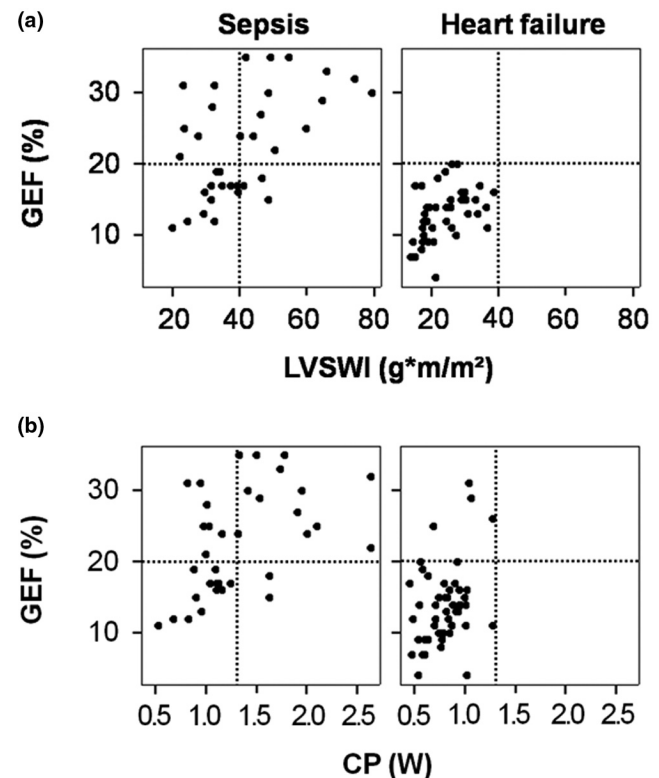 (a)
Sepsis Heart failure
GEF (%)
30
20
10
20 40 60 80 20 40 60 80
LVSWI (g*m/m²)
(b)
GEF (%)
30
20
10
0.5 1.0 1.5 2.0 2.5 0.5 1.0 1.5 2.0 2.5
CP (W)